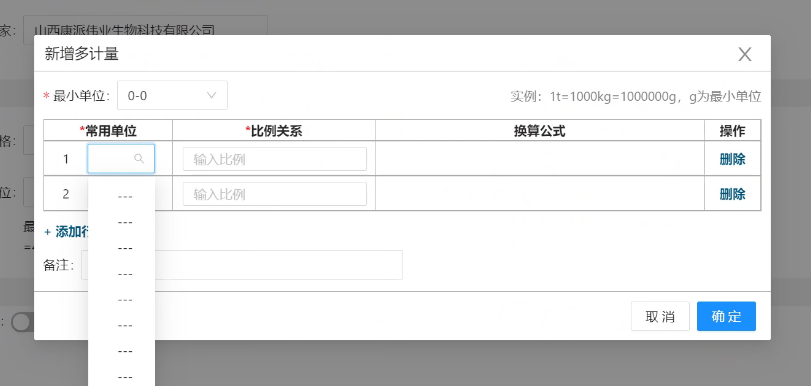 家： 山西康派伟业生物科技有限公司
新增多计量
* 最小单位： 0-0
实例：1t=1000kg=1000000g，g为最小单位
*常用单位 *比例关系 换算公式 操作
1 输入比例 删除
2 输入比例 删除
---
---
---
---
---
---
---
---
+ 添加行
备注：
取 消 确 定
格：
位：